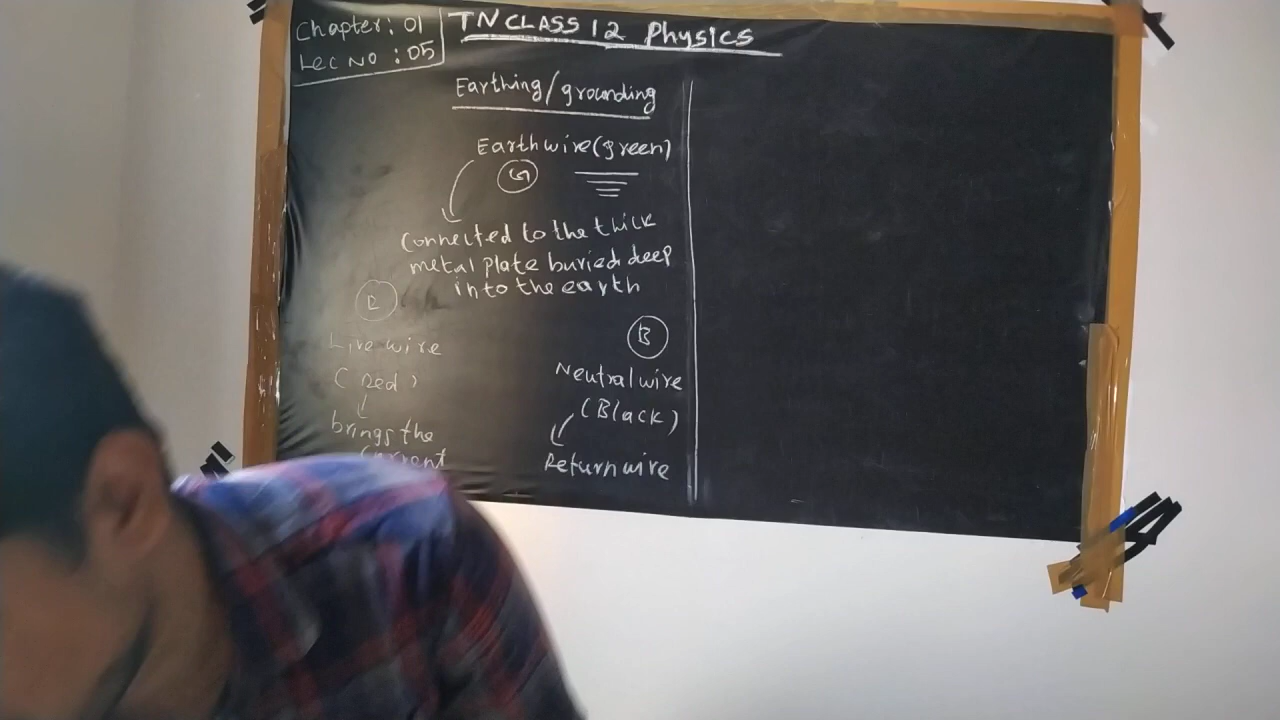 Chapter: 01
Lec No : 05
TN CLASS 12 Physics
Earthing/grounding
Earth wire (green)
G
Connected to the thick
metal plate buried deep
into the earth
Live wire
(Red)
brings the
current
B
Neutral wire
(Black)
Return wire